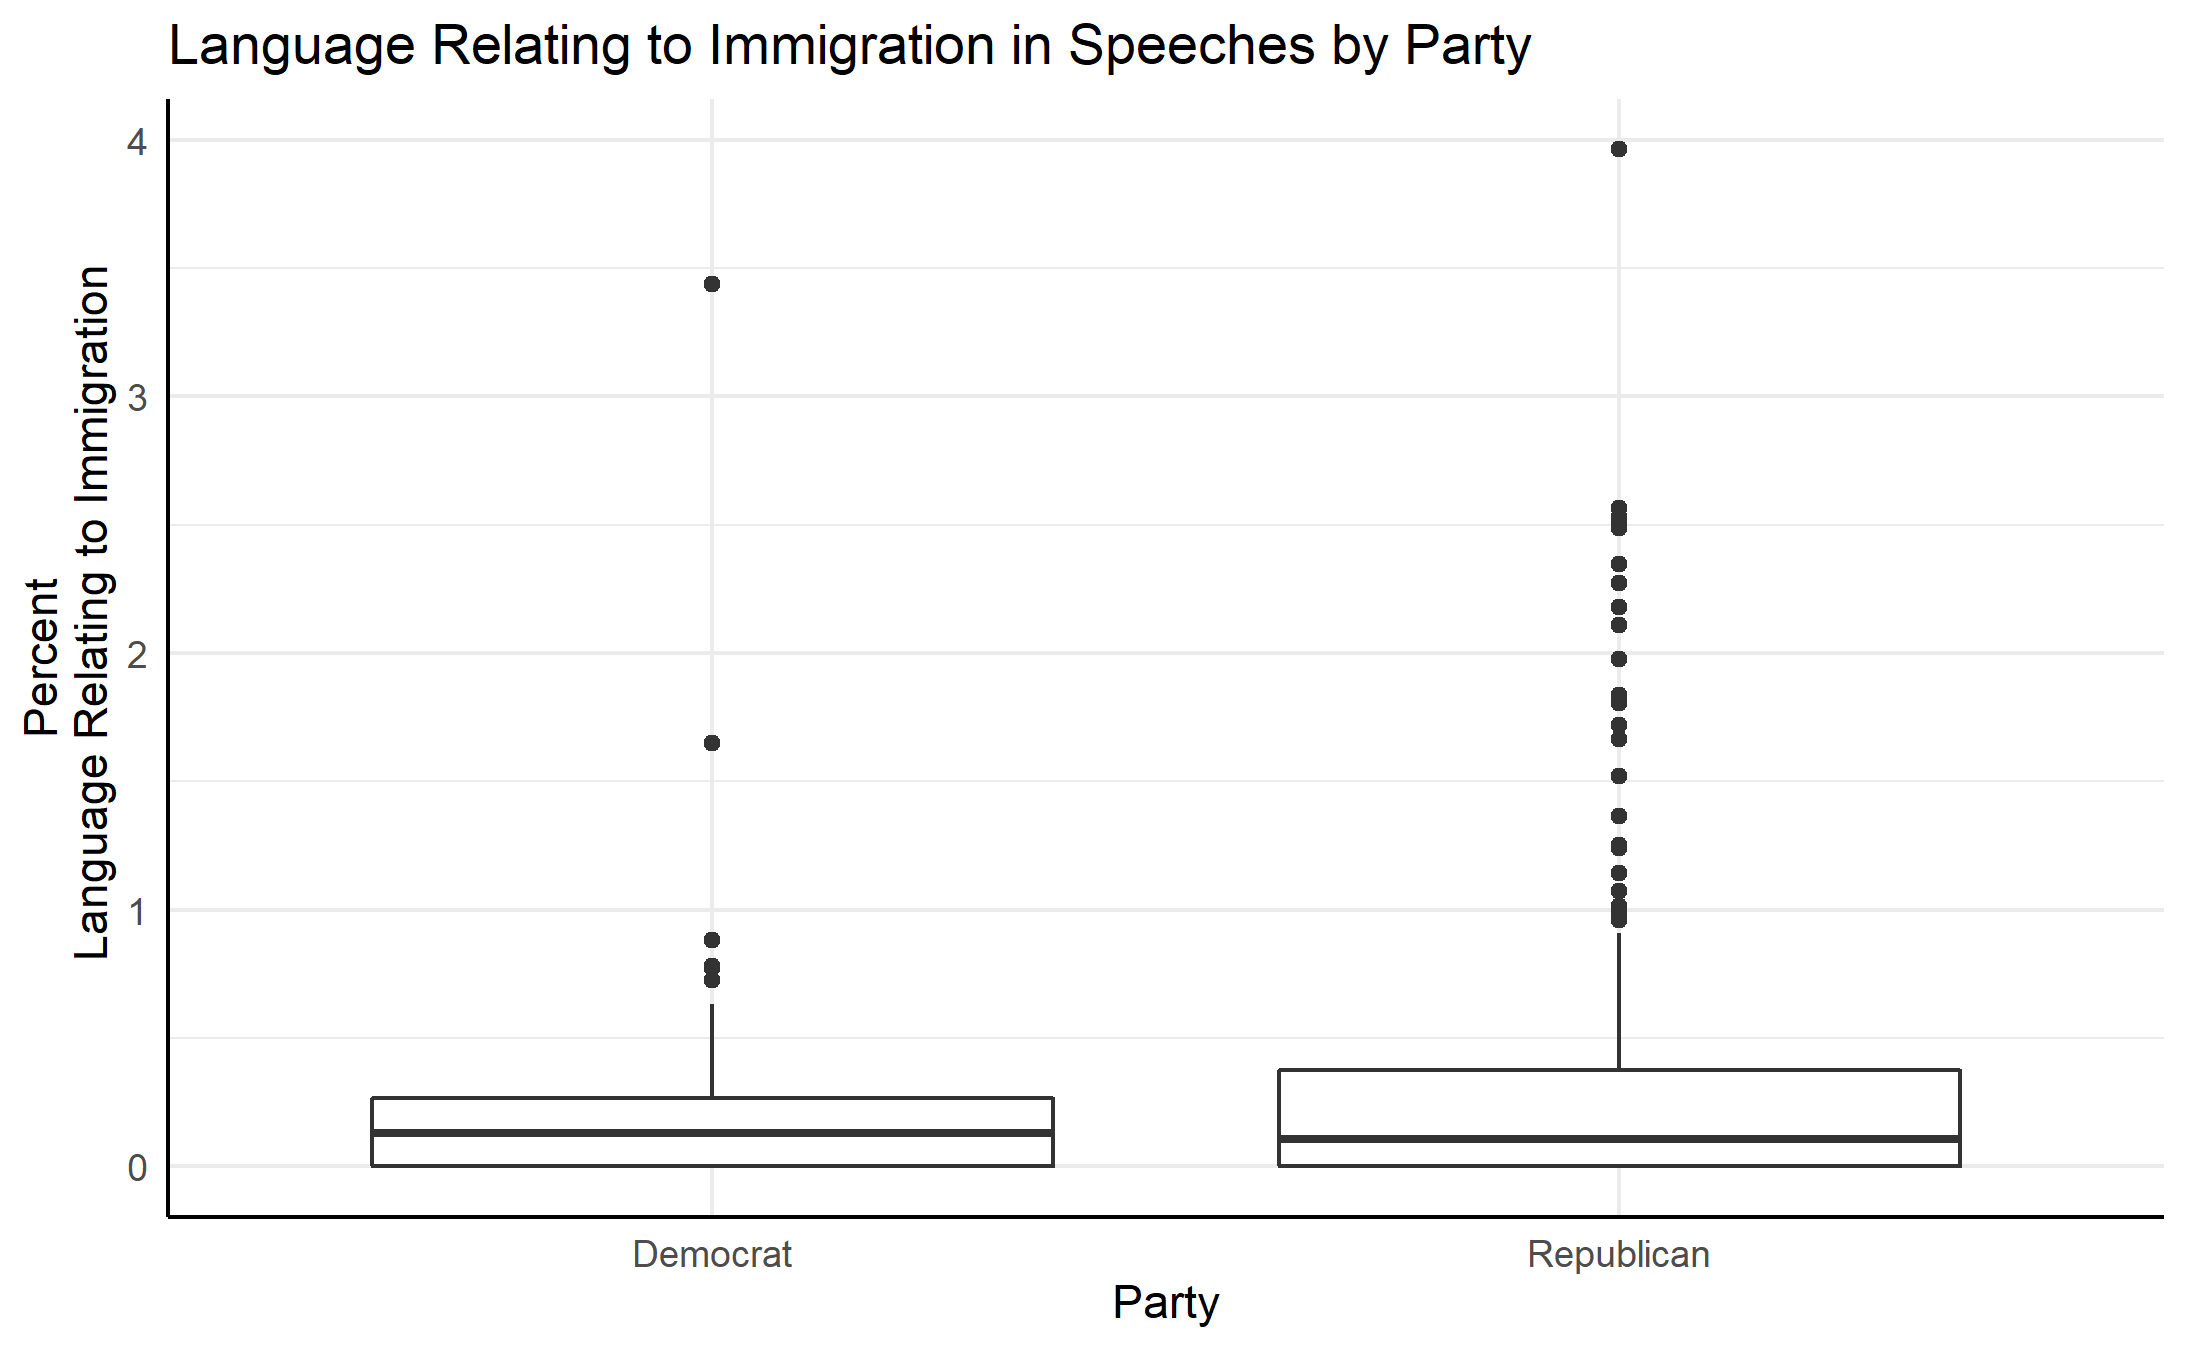 Language Relating to Immigration in Speeches by Party
Percent
Language Relating to Immigration
4
3
2
1
0
Democrat
Republican
Party